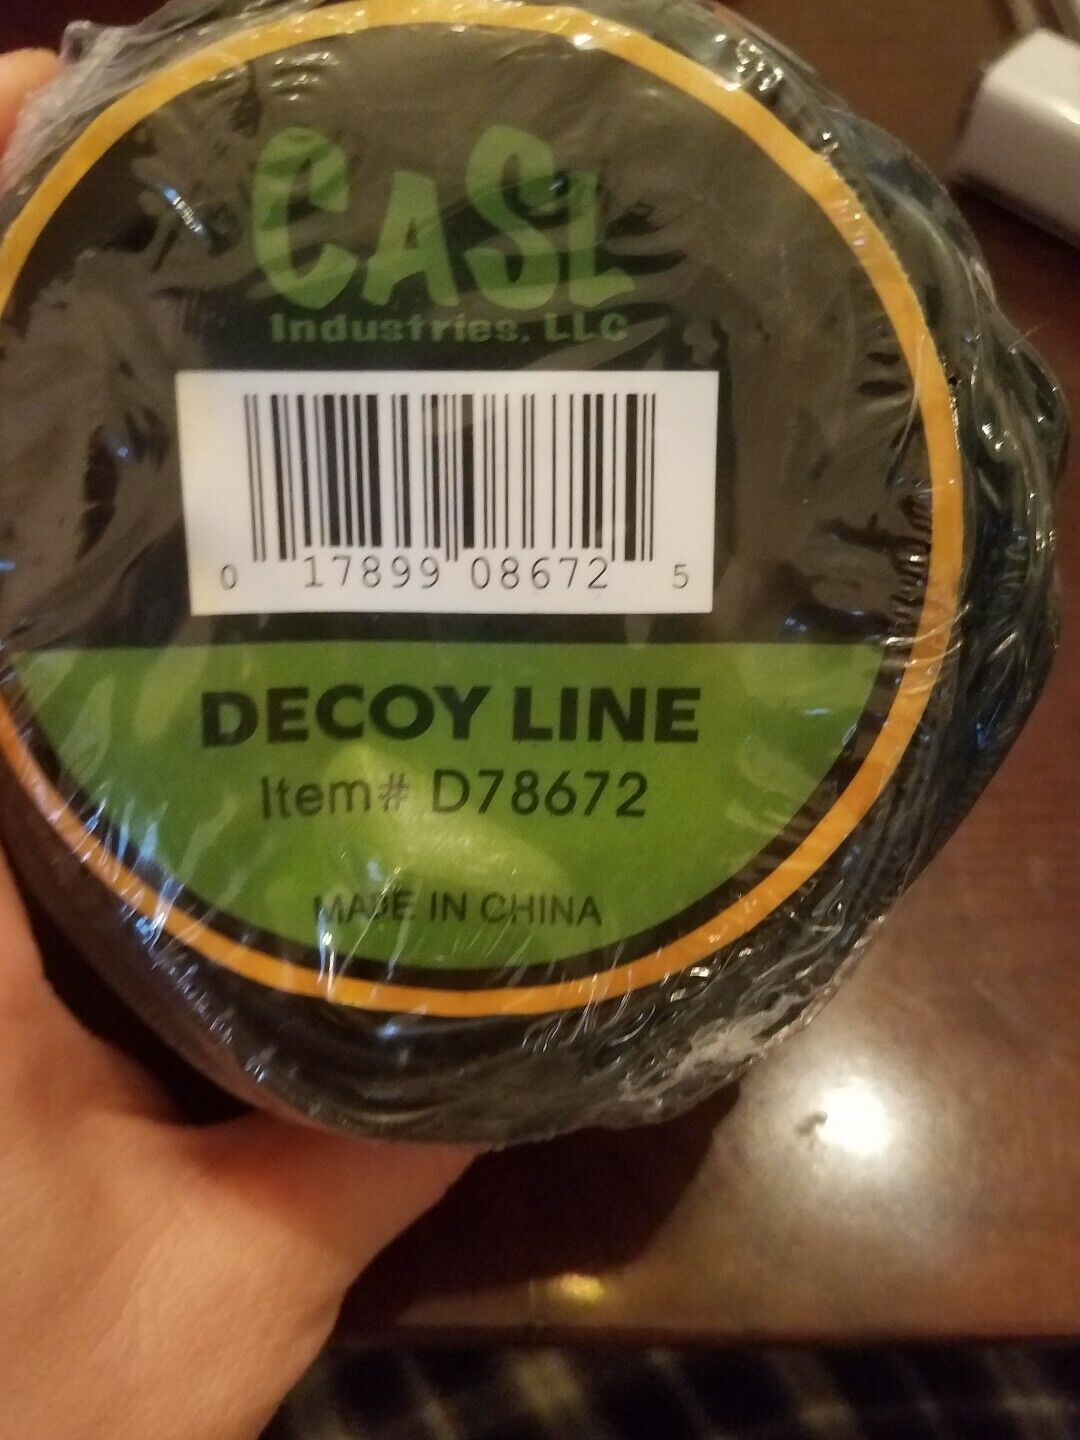 CASL
Industries, LLC
0 17899 08672 5
DECOY LINE
Item# D78672
MADE IN CHINA